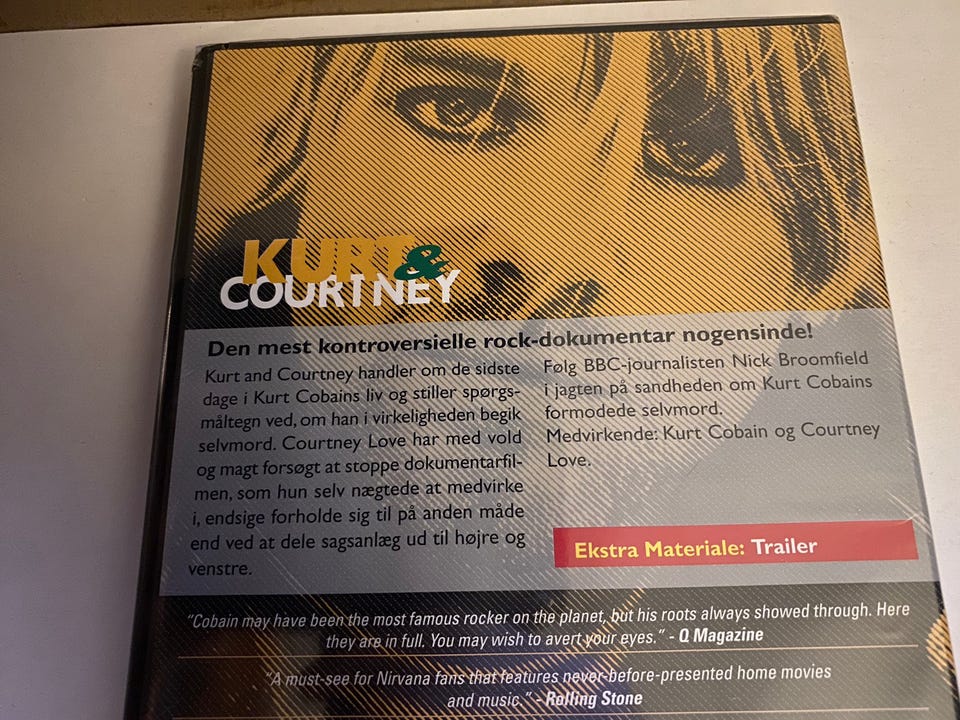 KURT &
COURTNEY
Den mest kontroversielle rock-dokumentar nogensinde!
Kurt and Courtney handler om de sidste
dage i Kurt Cobains liv og stiller spørgs-
måltegn ved, om han i virkeligheden begik
selvmord. Courtney Love har med vold
og magt forsøgt at stoppe dokumentarfil-
men, som hun selv nægtede at medvirke
i, endsige forholde sig til på anden måde
end ved at dele sagsanlæg ud til højre og
venstre.
Følg BBC-journalisten Nick Broomfield
i jagten på sandheden om Kurt Cobains
formodede selvmord.
Medvirkende: Kurt Cobain og Courtney
Love.
Ekstra Materiale: Trailer
"Cobain may have been the most famous rocker on the planet, but his roots always showed through. Here
they are in full. You may wish to avert your eyes." - Q Magazine
"A must-see for Nirvana fans that features never-before-presented home movies
and music." - Rolling Stone